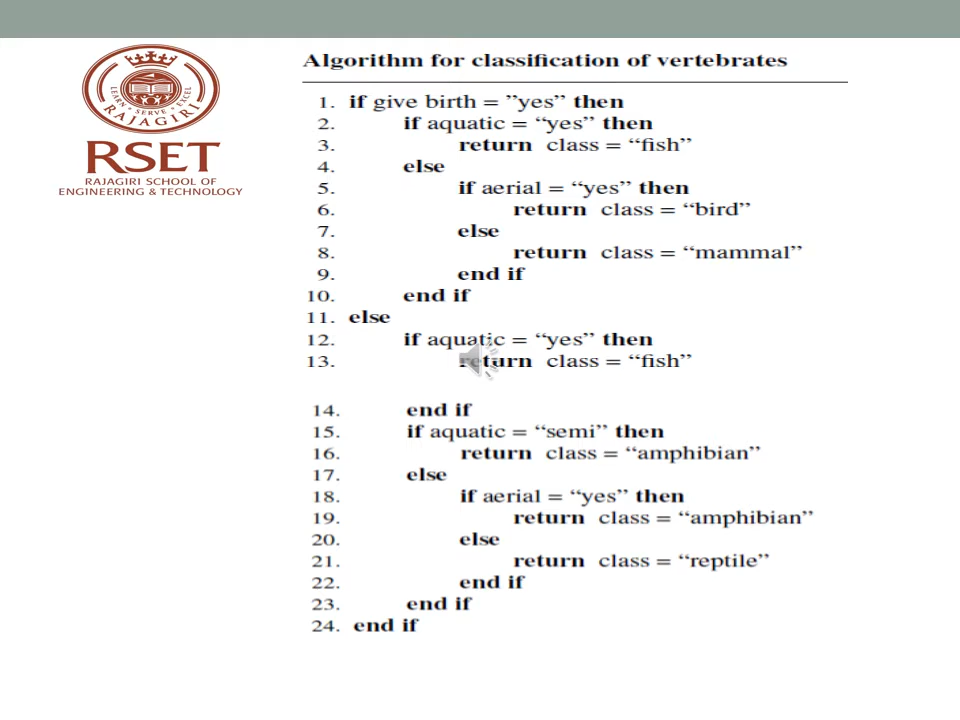 LEARN • SERVE • EXCEL
RAJAGIRI
RSET
RAJAGIRI SCHOOL OF
ENGINEERING & TECHNOLOGY
Algorithm for classification of vertebrates
1. if give birth = ”yes” then
2. if aquatic = “yes” then
3. return class = “fish”
4. else
5. if aerial = “yes” then
6. return class = “bird”
7. else
8. return class = “mammal”
9. end if
10. end if
11. else
12. if aquatic = “yes” then
13. return class = “fish”
14. end if
15. if aquatic = “semi” then
16. return class = “amphibian”
17. else
18. if aerial = “yes” then
19. return class = “amphibian”
20. else
21. return class = “reptile”
22. end if
23. end if
24. end if